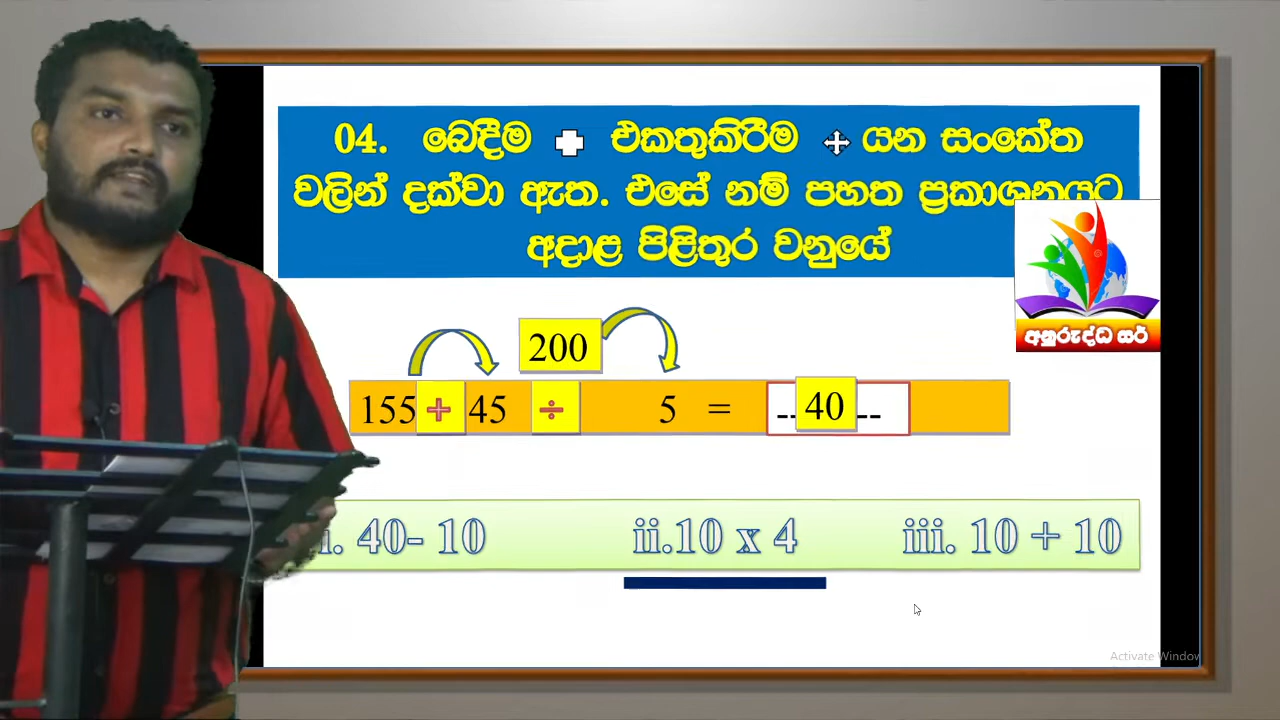 04. බෙදීම එකතුකිරීම යන සංකේත
වලින් දක්වා ඇත. එසේ නම් පහත ප්‍රකාශනයට
අදාළ පිළිතුර වනුයේ
අනුරුද්ධ සර්
200
155 + 45 ÷ 5 = -- 40 --
i. 40- 10 ii.10 x 4 iii. 10 + 10
Activate Window